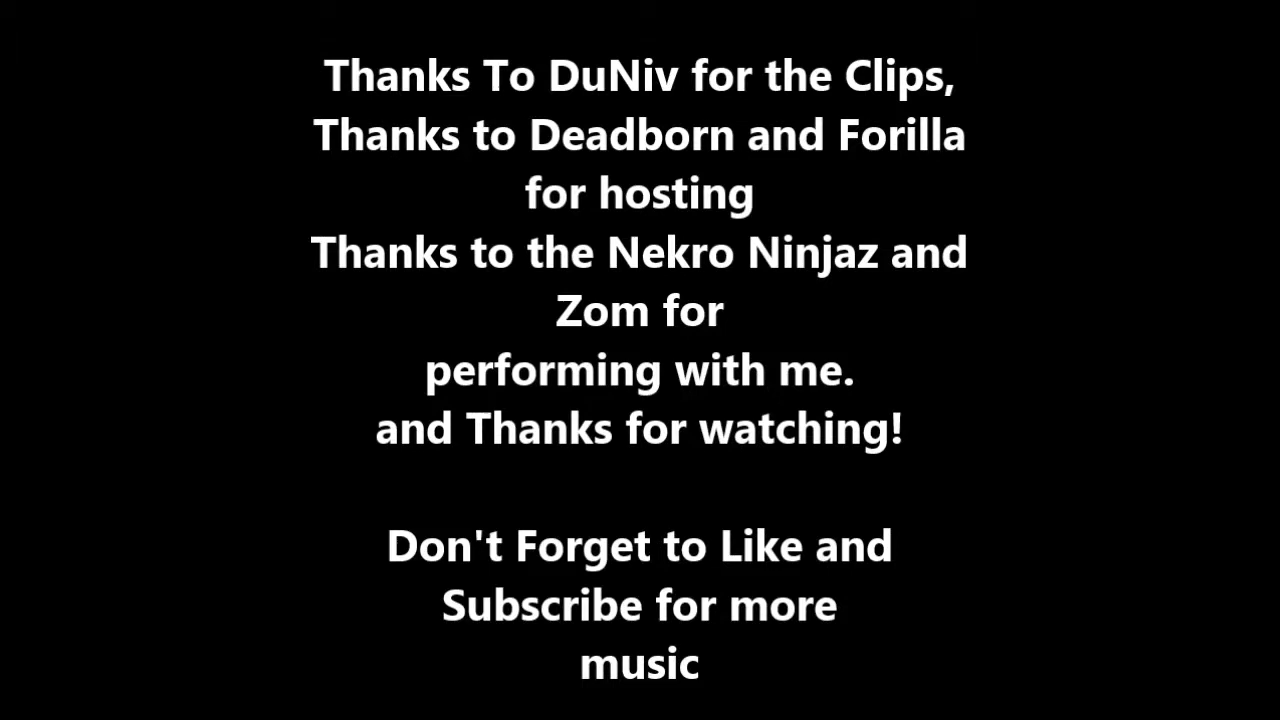 Thanks To DuNiv for the Clips,
Thanks to Deadborn and Forilla
for hosting
Thanks to the Nekro Ninjaz and
Zom for
performing with me.
and Thanks for watching!
Don't Forget to Like and
Subscribe for more
music